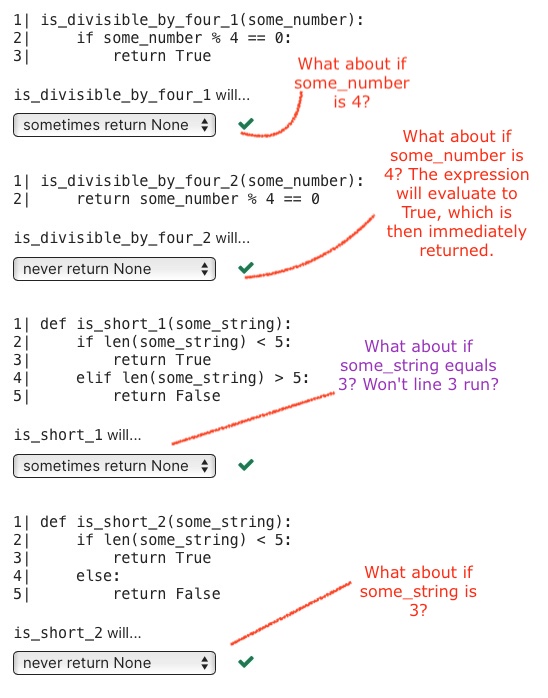 1| is_divisible_by_four_1(some_number):
2|     if some_number % 4 == 0:
3|         return True
What about if
some_number
is 4?
is_divisible_by_four_1 will...
sometimes return None
What about if
some_number is
4? The expression
will evaluate to
True, which is
then immediately
returned.
1| is_divisible_by_four_2(some_number):
2|     return some_number % 4 == 0
is_divisible_by_four_2 will...
never return None
1| def is_short_1(some_string):
2|     if len(some_string) < 5:
3|         return True
4|     elif len(some_string) > 5:
5|         return False
What about if
some_string equals
3? Won't line 3 run?
is_short_1 will...
sometimes return None
1| def is_short_2(some_string):
2|     if len(some_string) < 5:
3|         return True
4|     else:
5|         return False
What about if
some_string is
3?
is_short_2 will...
never return None